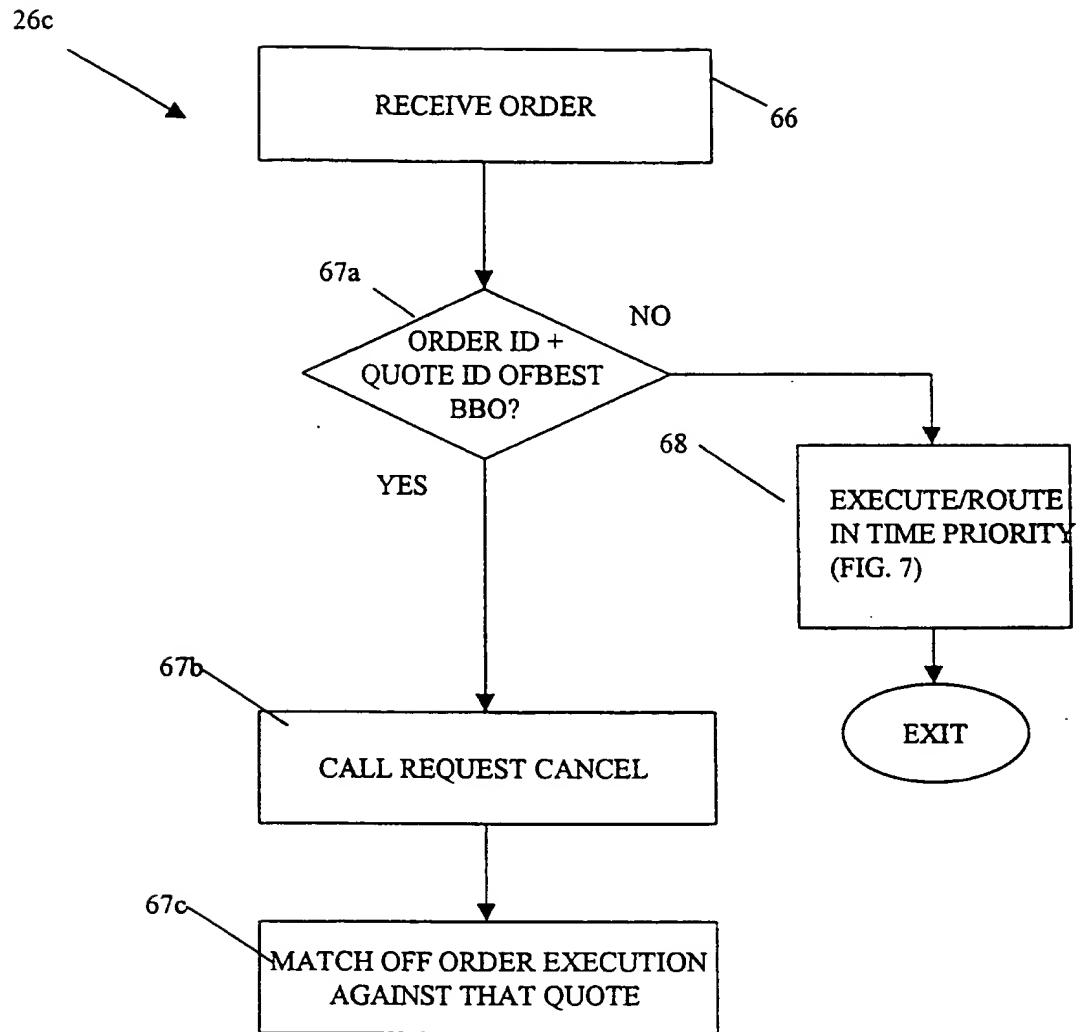 26c
RECEIVE ORDER
66
67a
NO
ORDER ID +
QUOTE ID OFBEST
BBO?
68
YES
EXECUTE/ROUTE
IN TIME PRIORITY
(FIG. 7)
67b
EXIT
CALL REQUEST CANCEL
67c
MATCH OFF ORDER EXECUTION
AGAINST THAT QUOTE